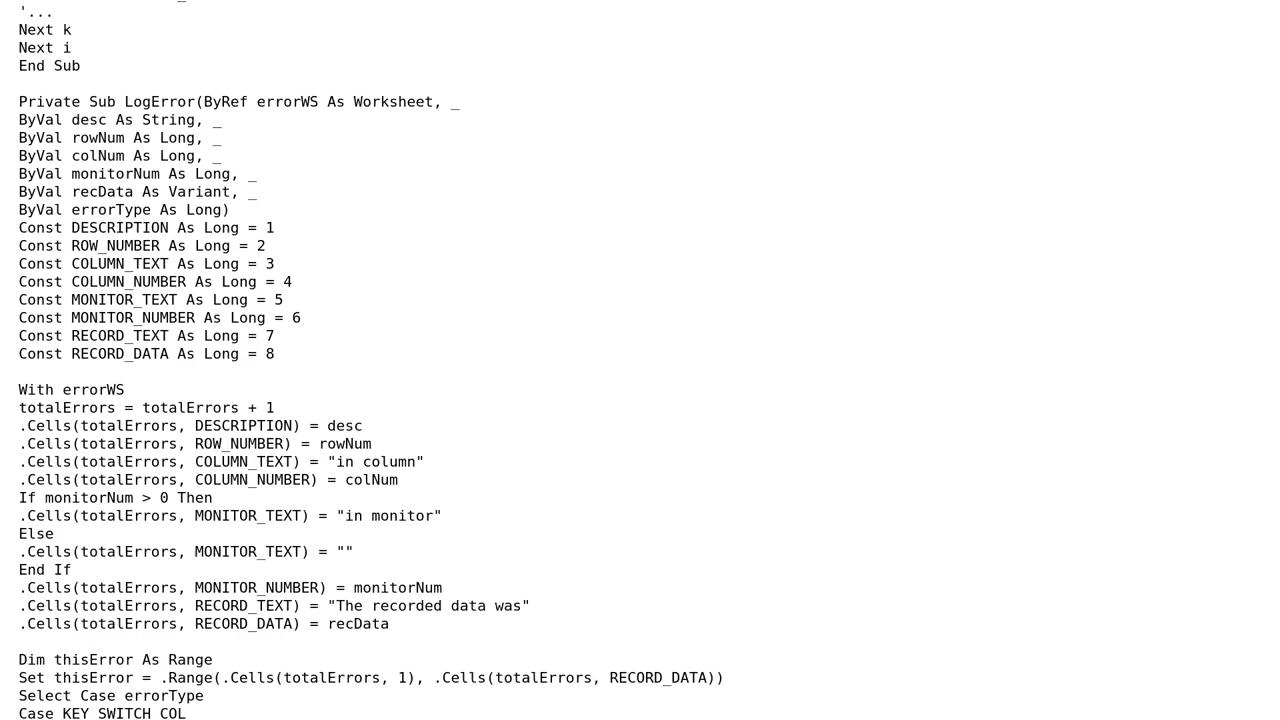 '...
Next k
Next i
End Sub
Private Sub LogError(ByRef errorWS As Worksheet, _
ByVal desc As String, _
ByVal rowNum As Long, _
ByVal colNum As Long, _
ByVal monitorNum As Long, _
ByVal recData As Variant, _
ByVal errorType As Long)
Const DESCRIPTION As Long = 1
Const ROW_NUMBER As Long = 2
Const COLUMN_TEXT As Long = 3
Const COLUMN_NUMBER As Long = 4
Const MONITOR_TEXT As Long = 5
Const MONITOR_NUMBER As Long = 6
Const RECORD_TEXT As Long = 7
Const RECORD_DATA As Long = 8
With errorWS
totalErrors = totalErrors + 1
.Cells(totalErrors, DESCRIPTION) = desc
.Cells(totalErrors, ROW_NUMBER) = rowNum
.Cells(totalErrors, COLUMN_TEXT) = "in column"
.Cells(totalErrors, COLUMN_NUMBER) = colNum
If monitorNum > 0 Then
.Cells(totalErrors, MONITOR_TEXT) = "in monitor"
Else
.Cells(totalErrors, MONITOR_TEXT) = ""
End If
.Cells(totalErrors, MONITOR_NUMBER) = monitorNum
.Cells(totalErrors, RECORD_TEXT) = "The recorded data was"
.Cells(totalErrors, RECORD_DATA) = recData
Dim thisError As Range
Set thisError = .Range(.Cells(totalErrors, 1), .Cells(totalErrors, RECORD_DATA))
Select Case errorType
Case KEY_SWITCH_COL